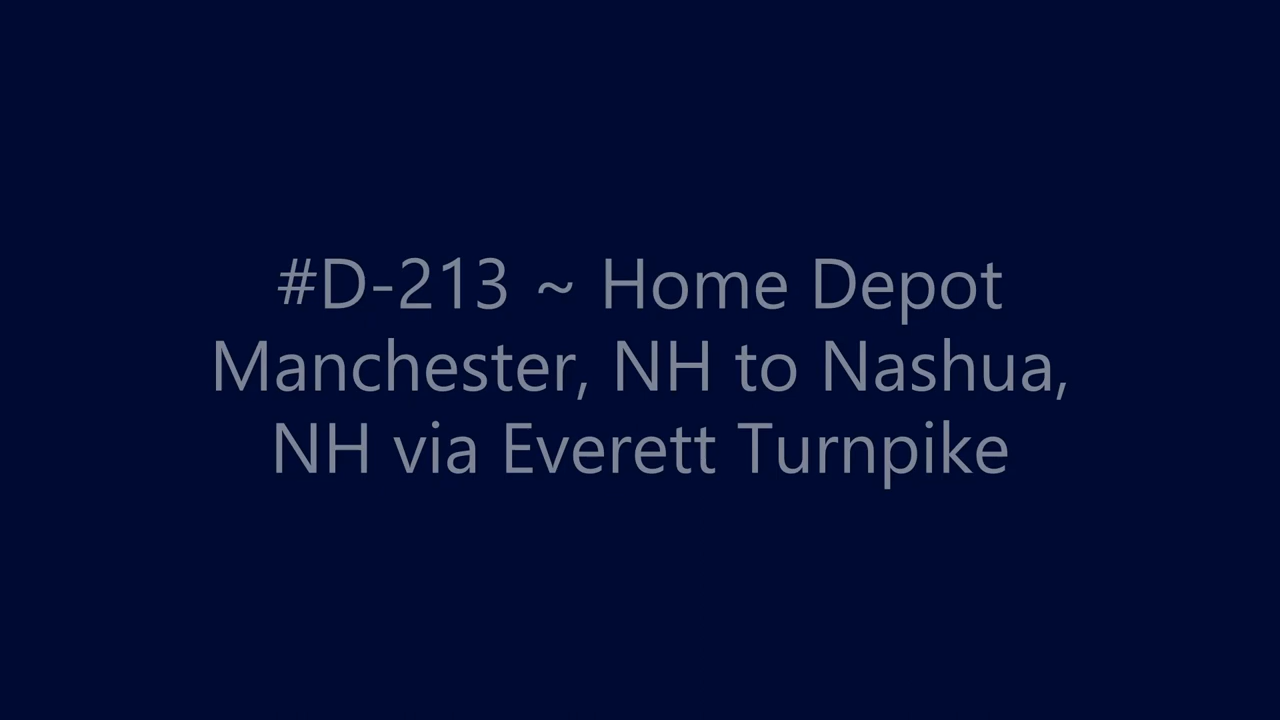 #D-213 ~ Home Depot
Manchester, NH to Nashua,
NH via Everett Turnpike